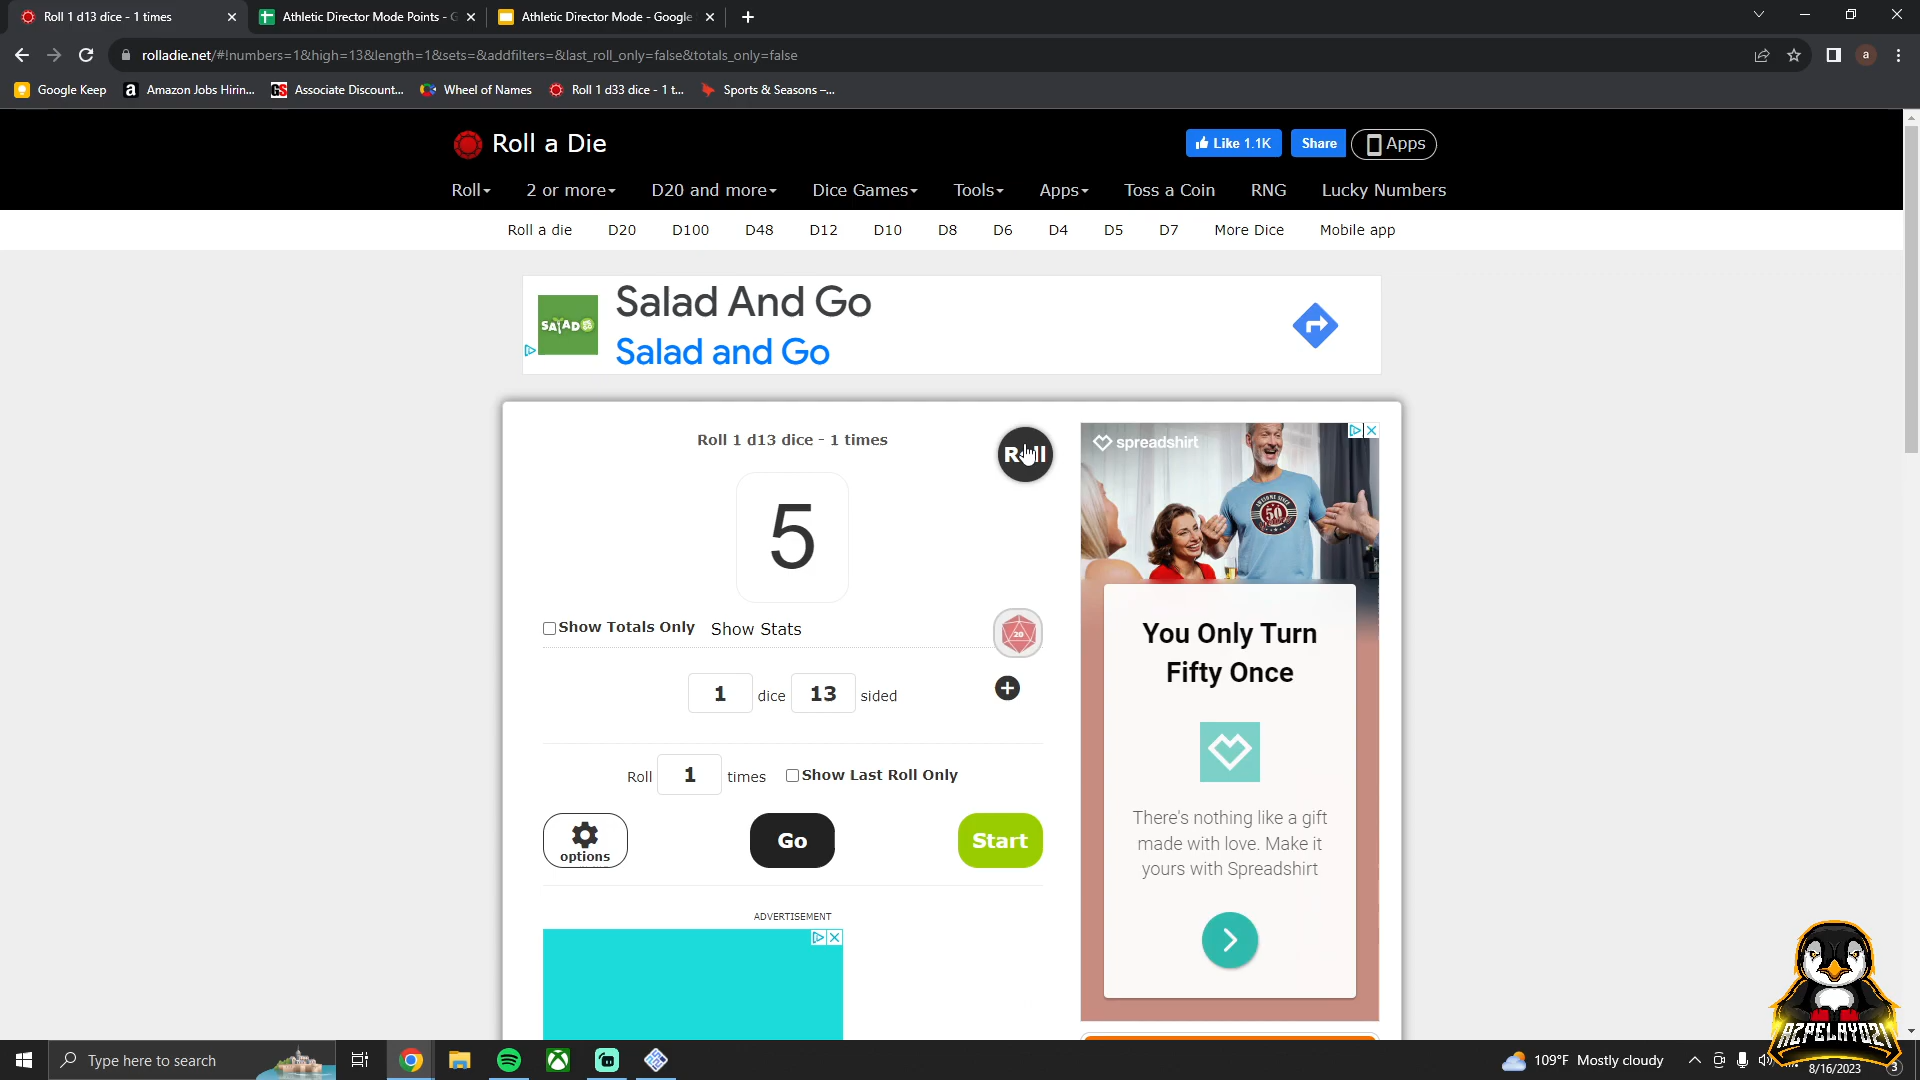 Roll 1 d13 dice - 1 times
Athletic Director Mode Points - G
Athletic Director Mode - Google
rolladie.net/#!numbers=1&high=13&length=1&sets=&addfilters=&last_roll_only=false&totals_only=false
a
Google Keep
a Amazon Jobs Hirin...
GS Associate Discount...
Wheel of Names
Roll 1 d33 dice - 1 t...
Sports & Seasons –...
Roll a Die
Like 1.1K
Share
Apps
Roll
2 or more
D20 and more
Dice Games
Tools
Apps
Toss a Coin
RNG
Lucky Numbers
Roll a die
D20
D100
D48
D12
D10
D8
D6
D4
D5
D7
More Dice
Mobile app
SALAD
Salad And Go
Salad and Go
Roll 1 d13 dice - 1 times
Roll
5
Show Totals Only
Show Stats
20
1 dice 13 sided
Roll 1 times
Show Last Roll Only
options
Go
Start
ADVERTISEMENT
spreadshirt
50
You Only Turn
Fifty Once
There's nothing like a gift
made with love. Make it
yours with Spreadshirt
Type here to search
109°F Mostly cloudy
8/16/2023
3
AZPELAYO21